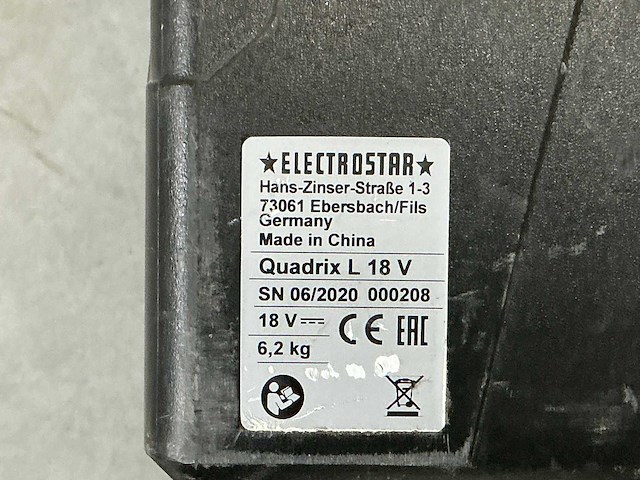 ★ELECTROSTAR★
Hans-Zinser-Straße 1-3
73061 Ebersbach/Fils
Germany
Made in China
Quadrix L 18 V
SN 06/2020 000208
18 V CE EAC
6,2 kg